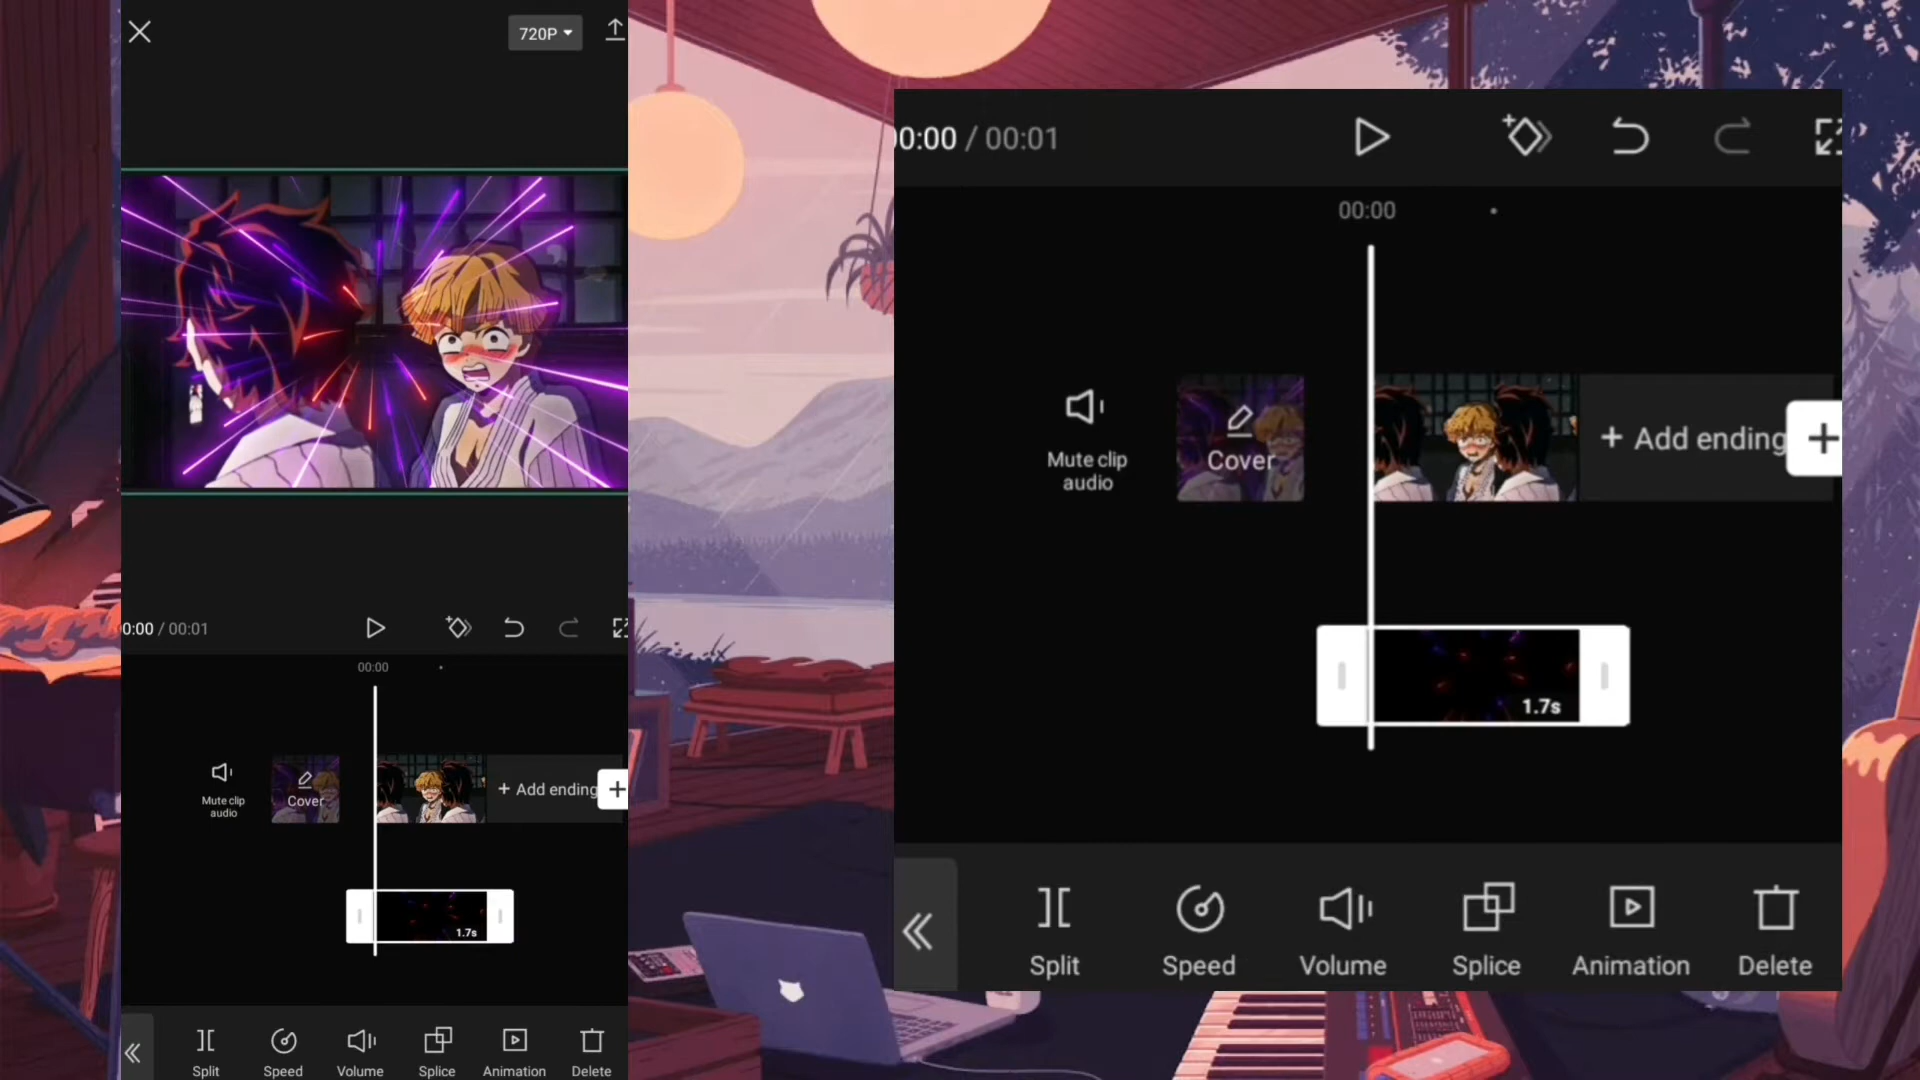 720P
0:00 / 00:01
00:00
Mute clip
audio
Cover
+ Add ending
+
1.7s
Split
Speed
Volume
Splice
Animation
Delete
00:00 / 00:01
00:00
Mute clip
audio
Cover
+ Add ending
+
1.7s
Split
Speed
Volume
Splice
Animation
Delete